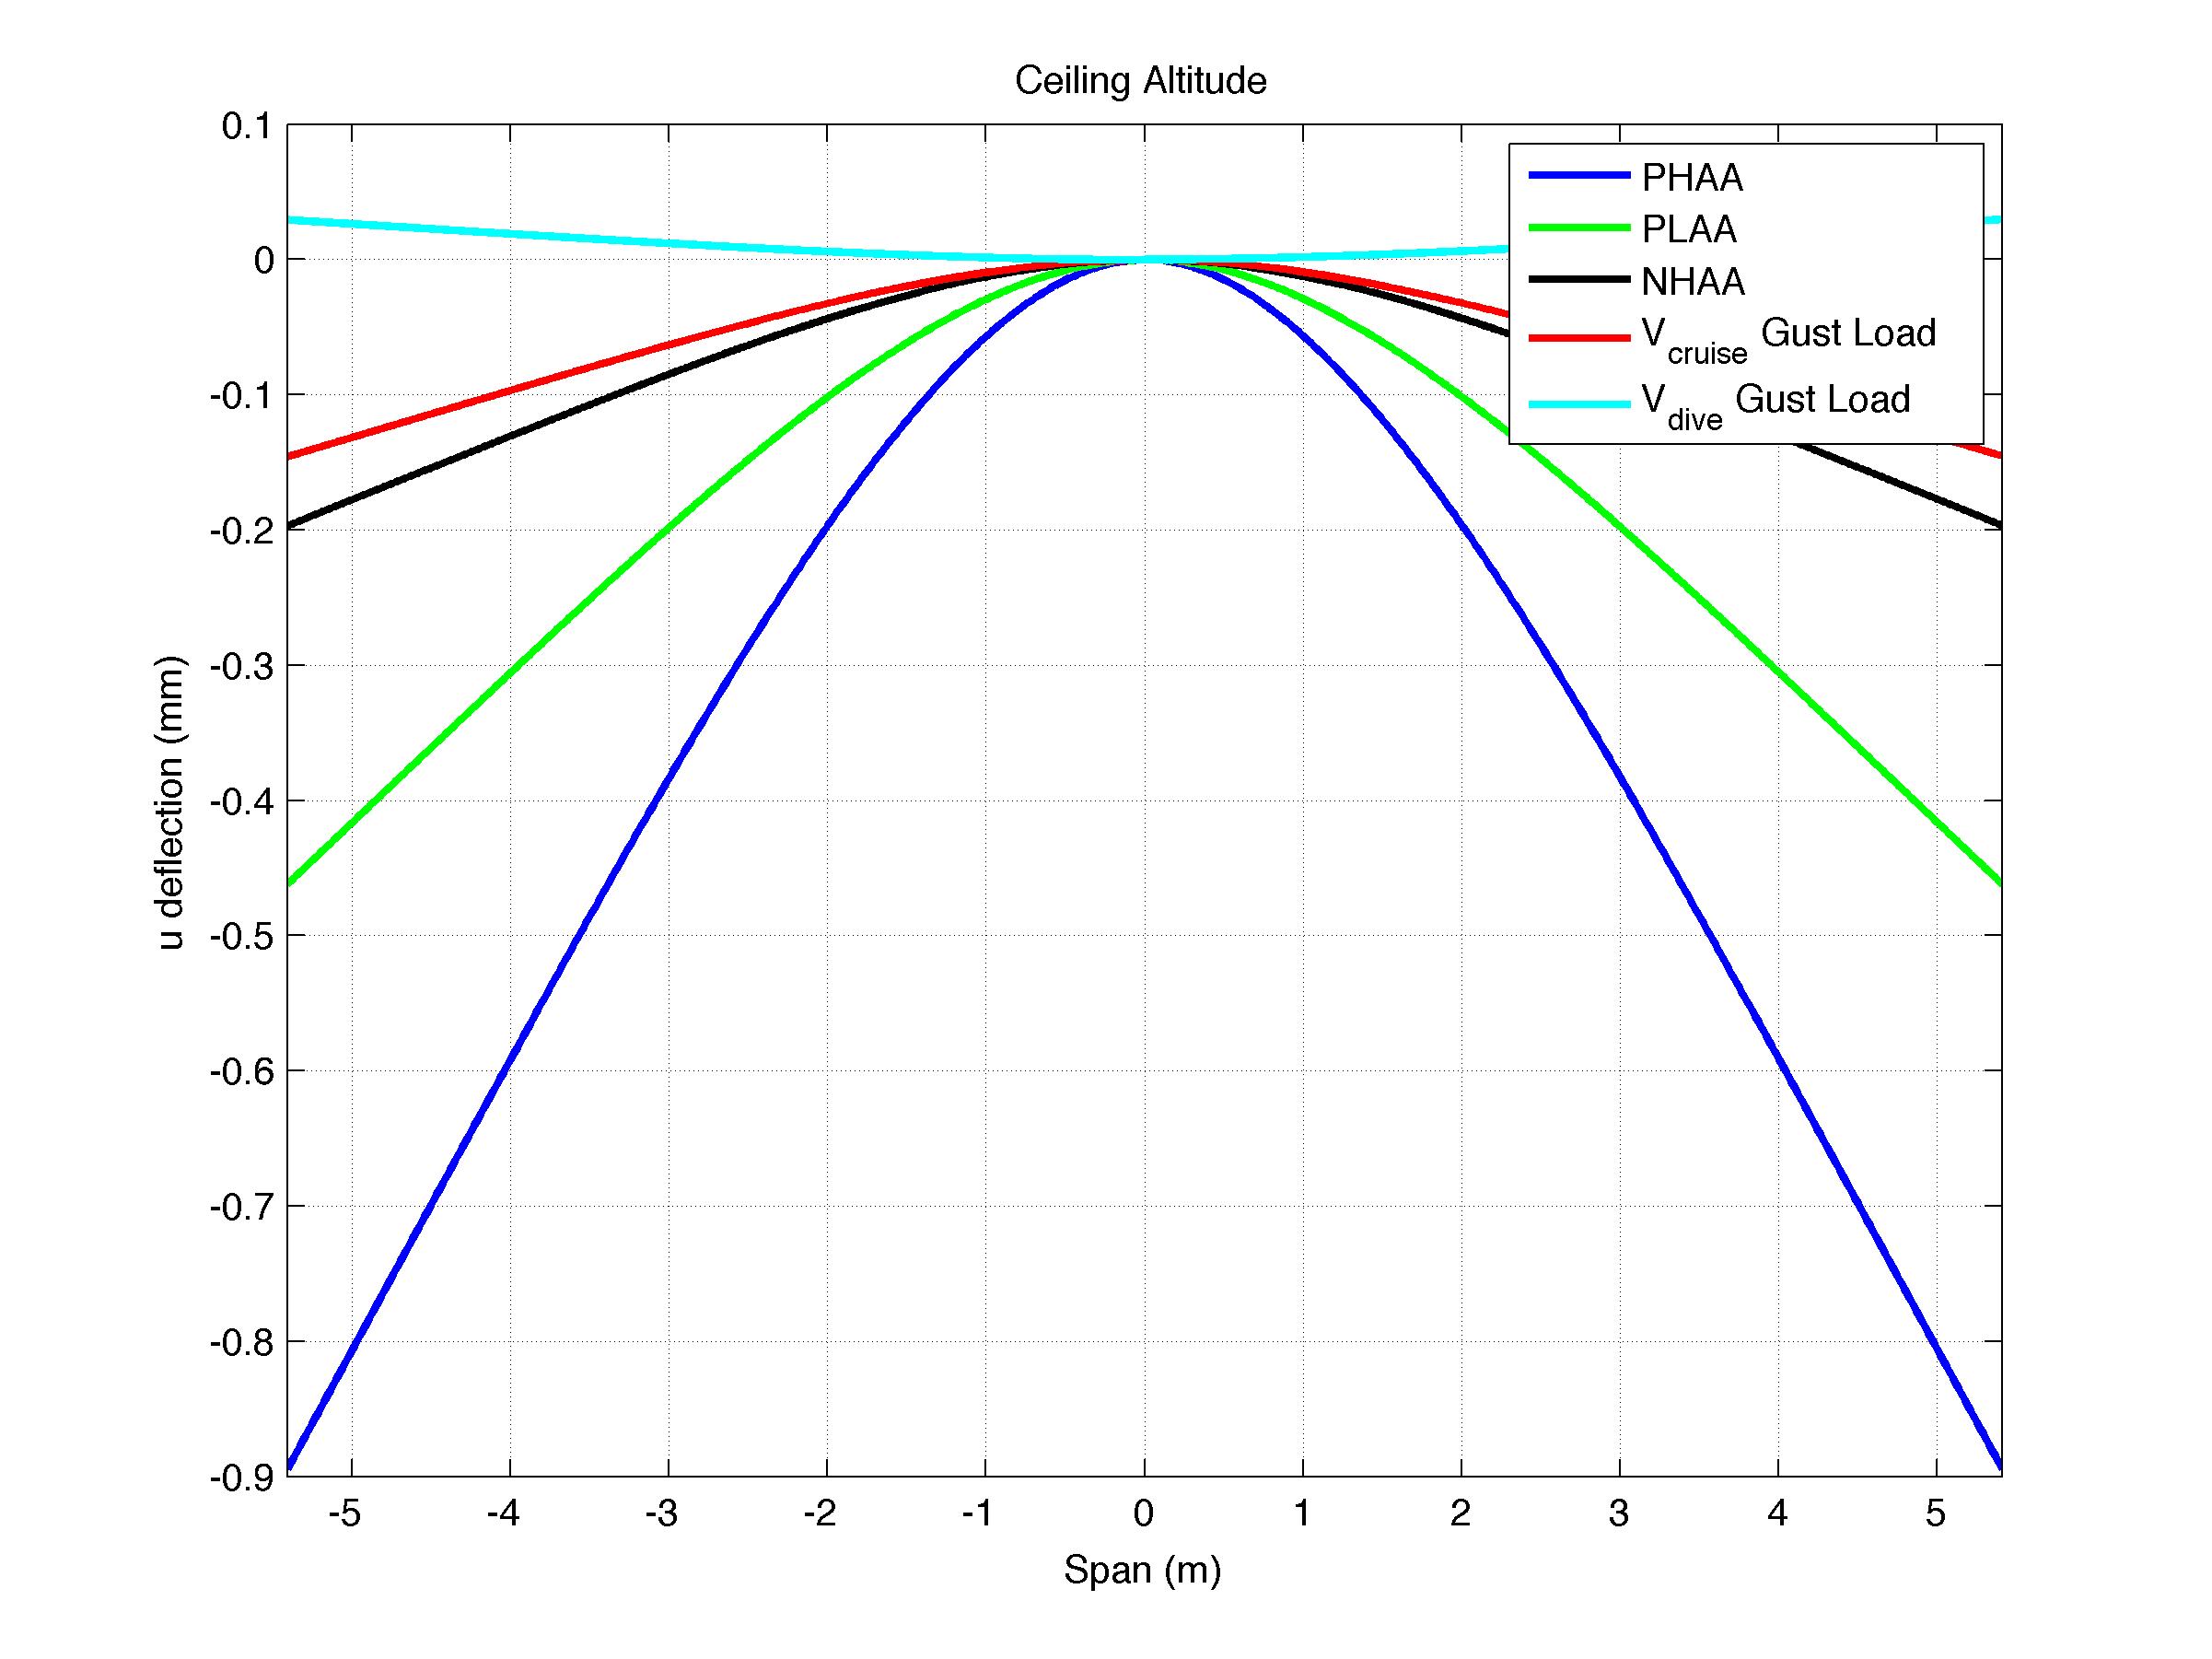 Ceiling Altitude
0.1
0
-0.1
-0.2
-0.3
-0.4
-0.5
-0.6
-0.7
-0.8
-0.9
u deflection (mm)
PHAA
PLAA
NHAA
Vcruise Gust Load
Vdive Gust Load
-5 -4 -3 -2 -1 0 1 2 3 4 5
Span (m)